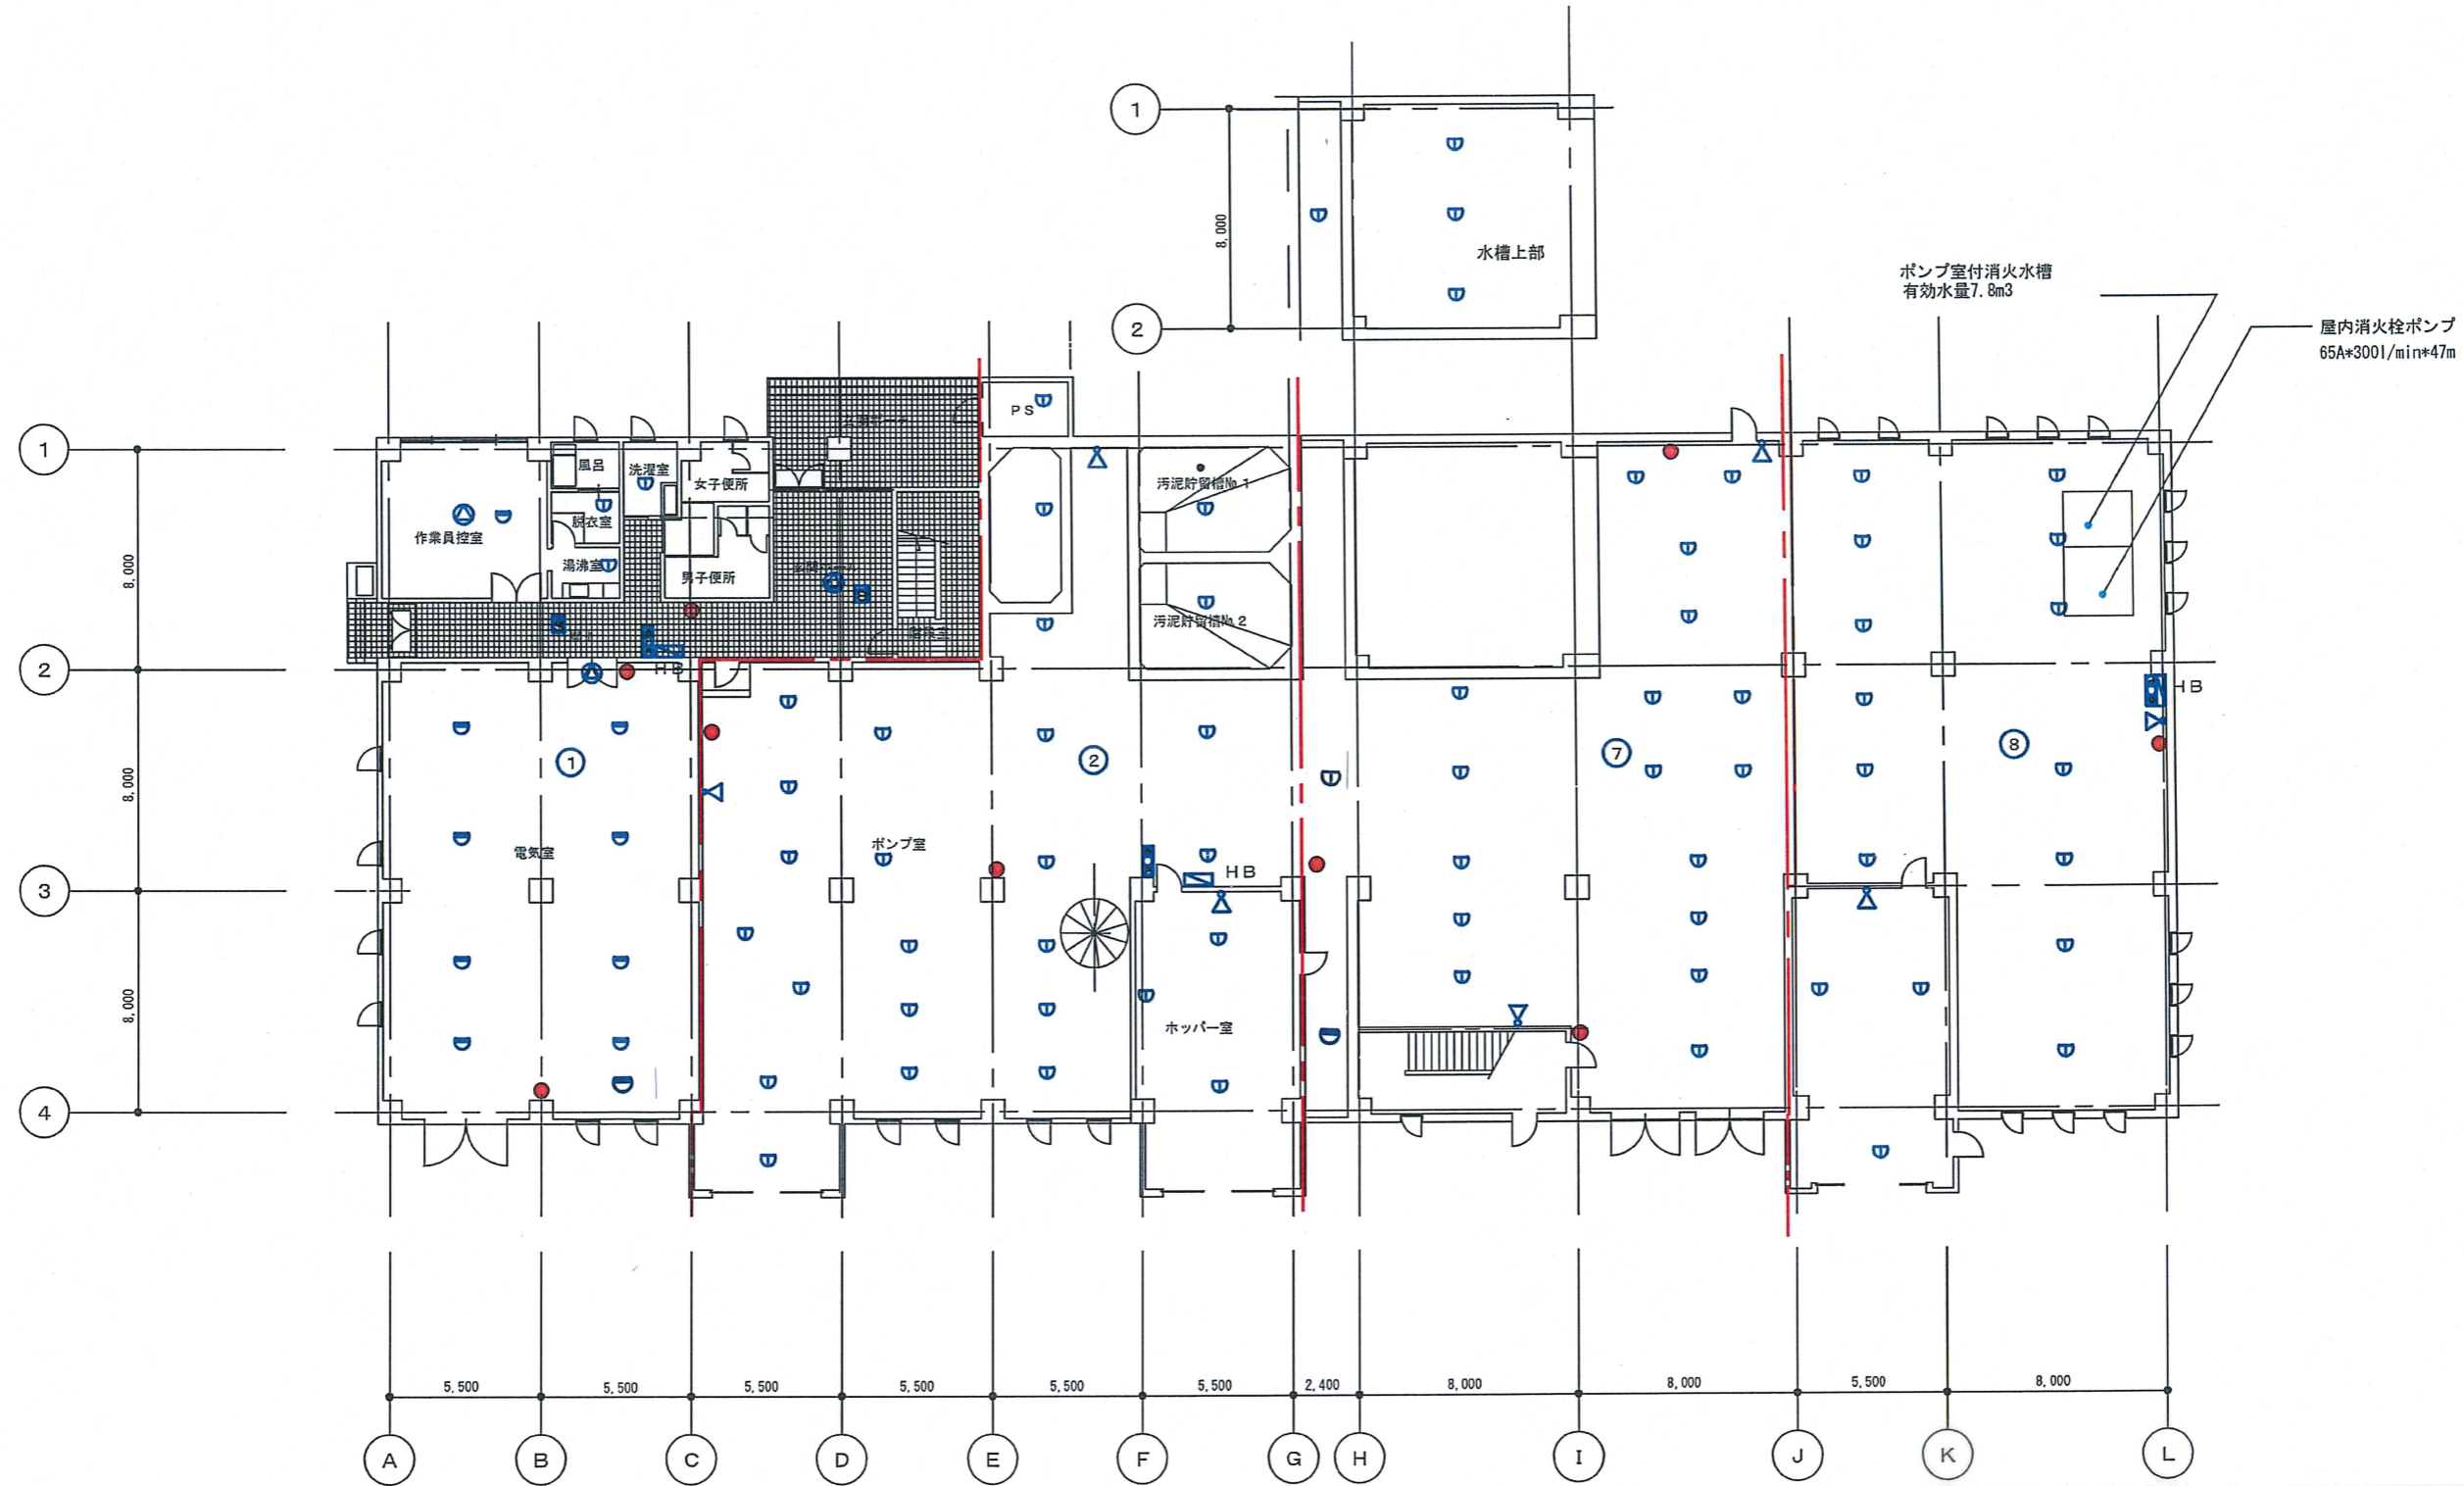 1
8,000
水槽上部
2
ポンプ室付消火水槽
有効水量7.8m3
屋内消火栓ポンプ
65A*300l/min*47m
PS
1
風呂
洗濯室
女子便所
汚泥貯留槽№1
脱衣室
作業員控室
湯沸室
男子便所
8,000
汚泥貯留槽№2
2
HB
HB
8
7
2
1
8,000
ポンプ室
電気室
HB
3
ホッパー室
8,000
4
5,500
5,500
5,500
5,500
5,500
5,500
2,400
8,000
8,000
5,500
8,000
A
B
C
D
E
F
G
H
I
J
K
L